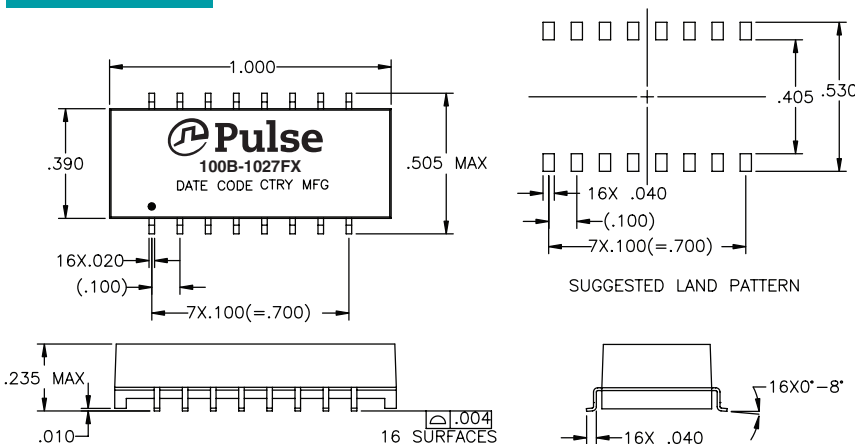 1.000
.390
Pulse
100B-1027FX
DATE CODE CTRY MFG
.505 MAX
16X.020
(.100)
7X.100(=.700)
.405
.530
16X .040
(.100)
7X.100(=.700)
SUGGESTED LAND PATTERN
.235 MAX
.010
.004
16 SURFACES
16X0°-8°
16X .040